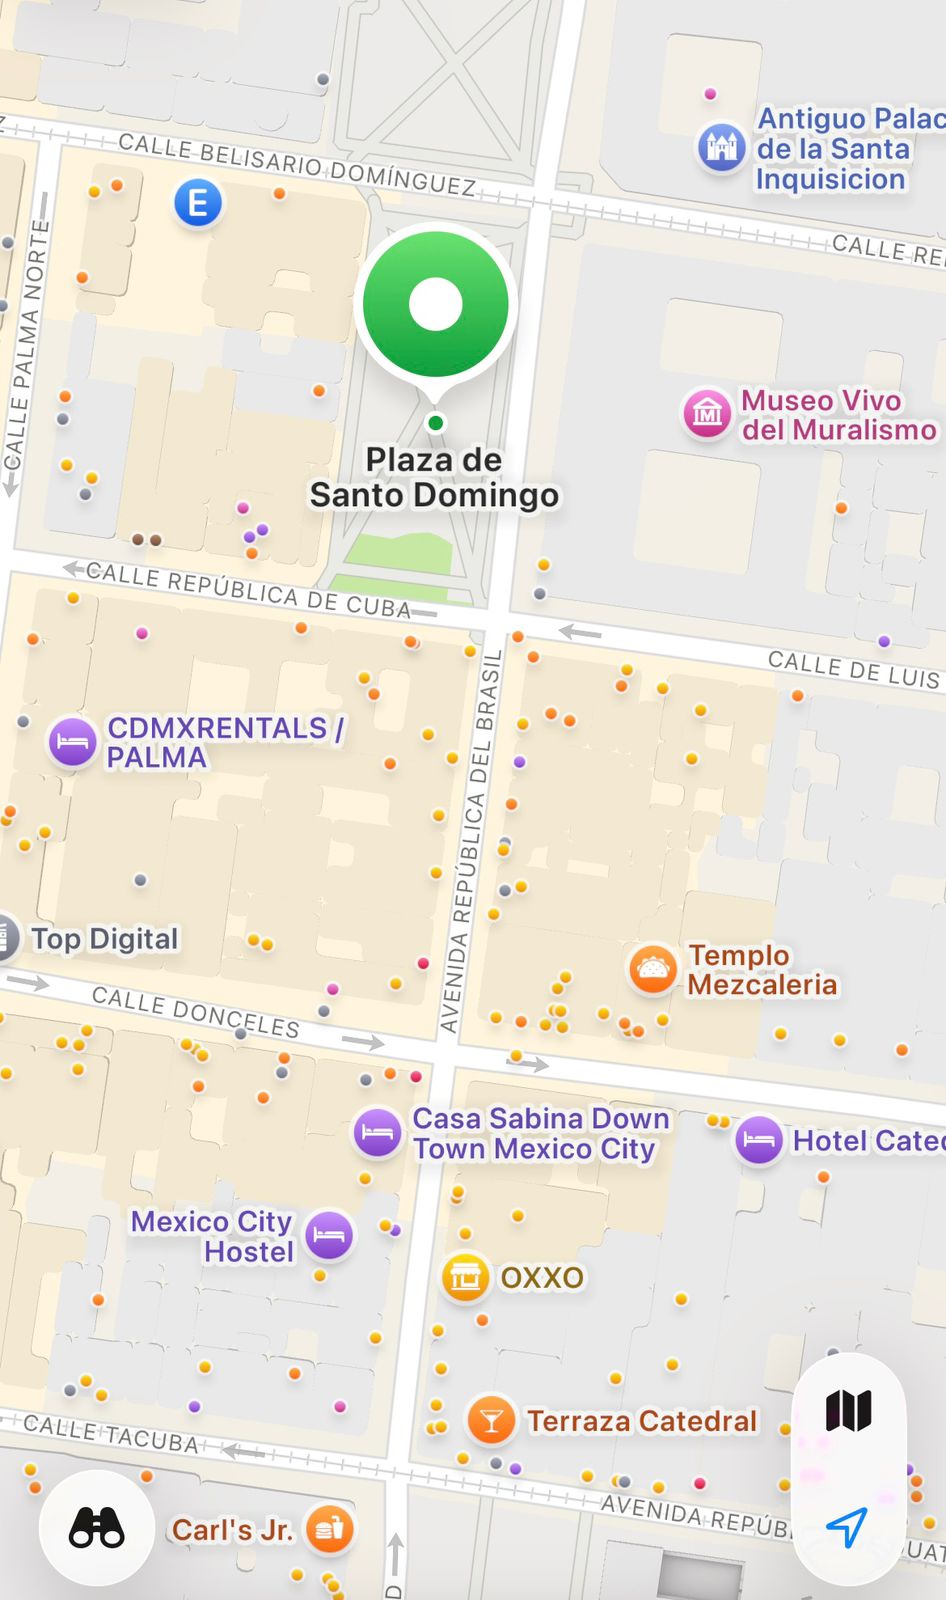 Z
CALLE BELISARIO DOMÍNGUEZ
Antiguo Palac
de la Santa
Inquisicion
E
CALLE PALMA NORTE
CALLE RE
Plaza de
Santo Domingo
Museo Vivo
del Muralismo
CALLE REPÚBLICA DE CUBA
CALLE DE LUIS
CDMXRENTALS /
PALMA
AVENIDA REPÚBLICA DEL BRASIL
Top Digital
Templo
Mezcaleria
CALLE DONCELES
Casa Sabina Down
Town Mexico City
Hotel Cated
Mexico City
Hostel
OXXO
Terraza Catedral
CALLE TACUBA
AVENIDA REPÚB
UAT
Carl's Jr.
D